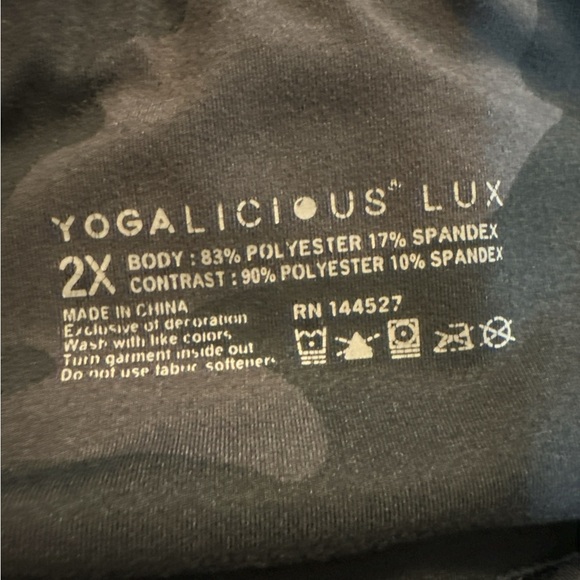 YOGALICIOUS® LUX
2X
BODY : 83% POLYESTER 17% SPANDEX
CONTRAST : 90% POLYESTER 10% SPANDEX
MADE IN CHINA
Exclusive of decoration
Wash with like colors
Turn garment inside out
Do not use fabric softeners
RN 144527